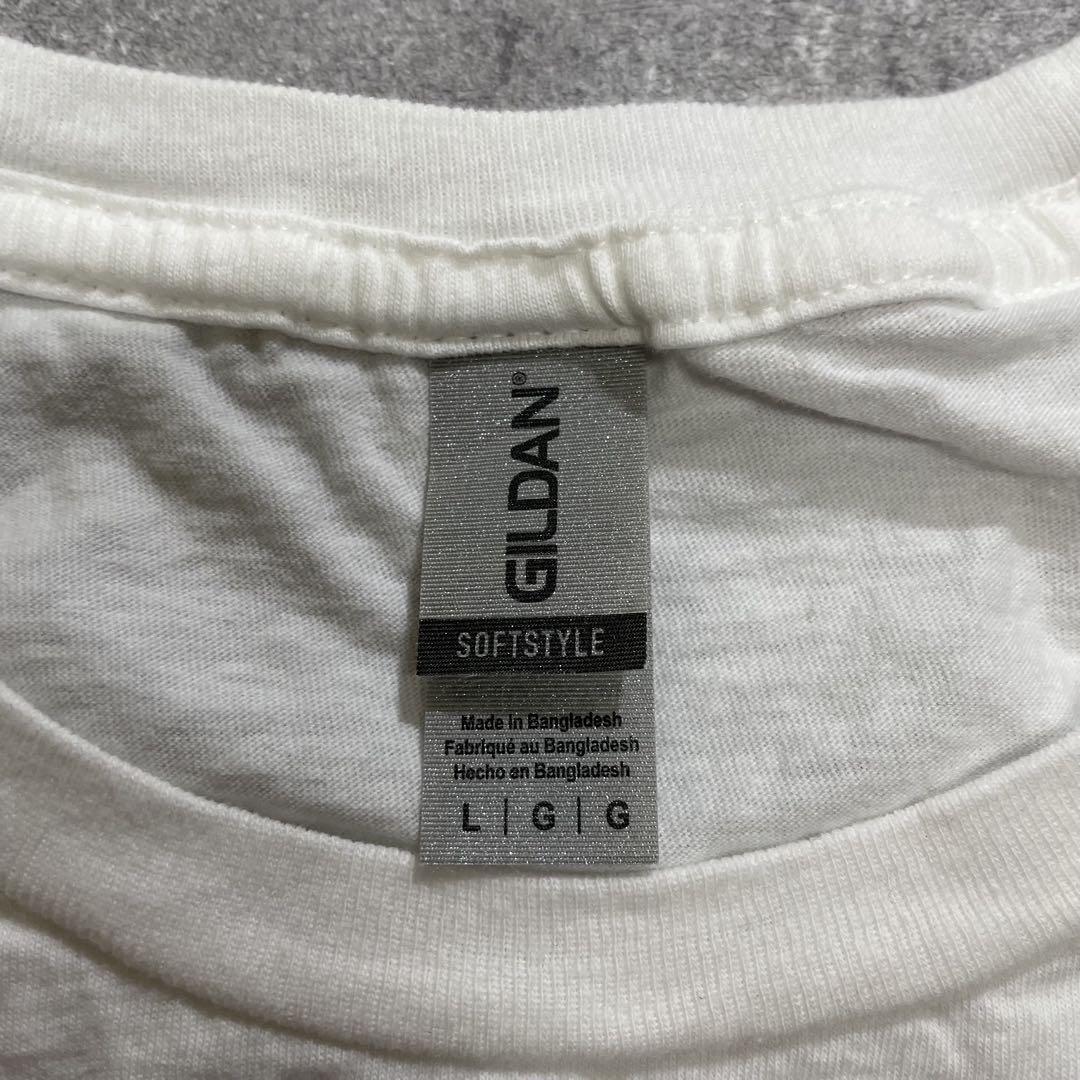 GILDAN®
SOFTSTYLE
Made in Bangladesh
Fabriqué au Bangladesh
Hecho en Bangladesh
L | G | G